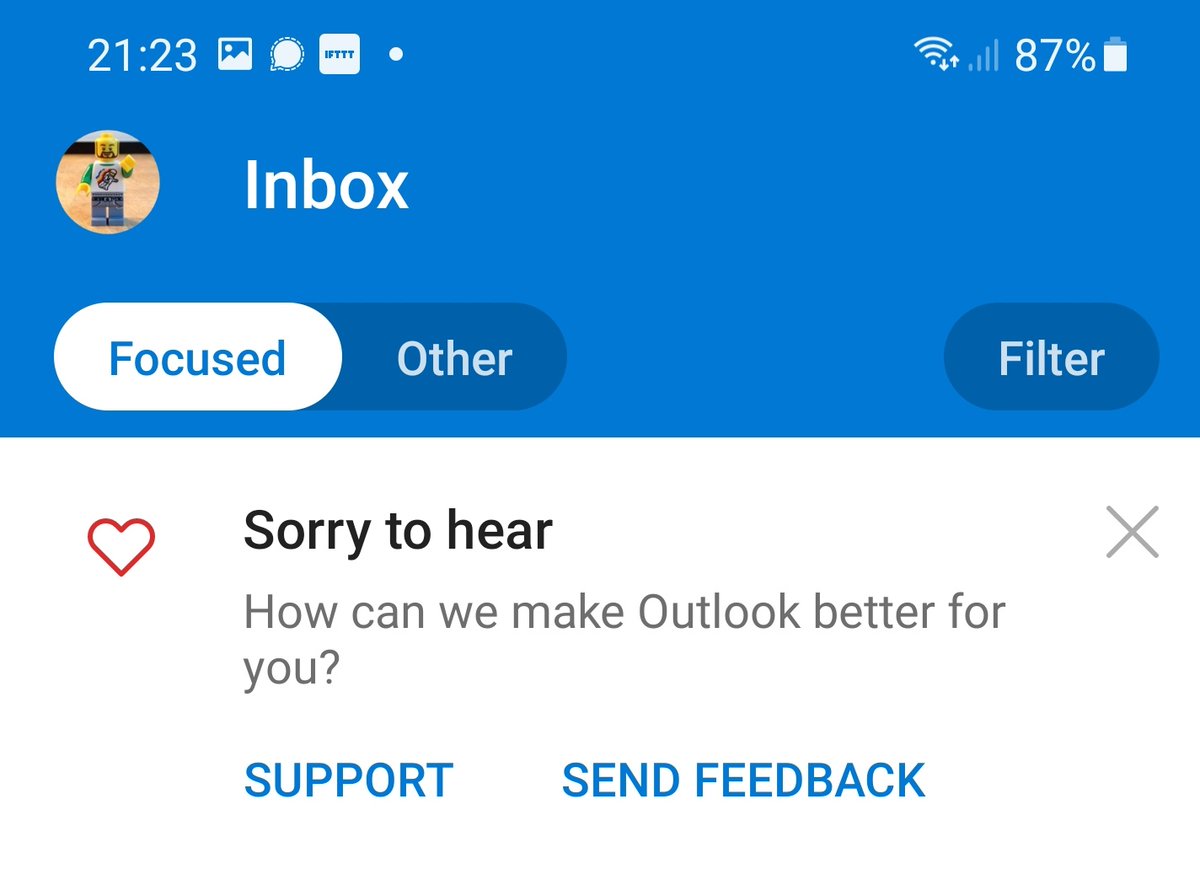 21:23 IFTTT 87%
Inbox
Focused Other Filter
Sorry to hear
How can we make Outlook better for
you?
SUPPORT SEND FEEDBACK